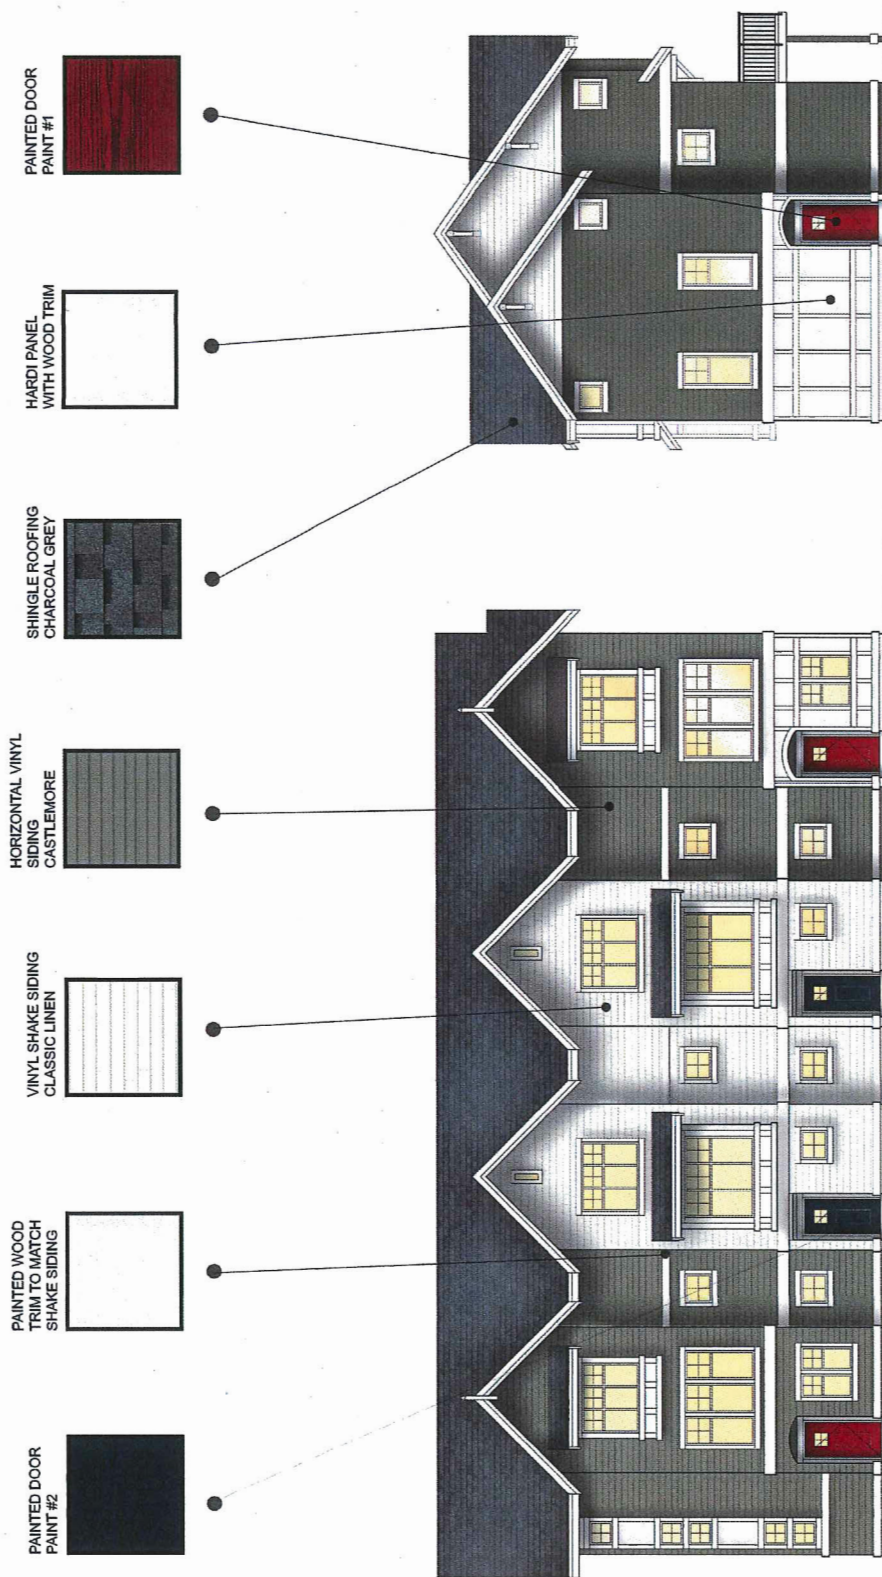 PAINTED DOOR
PAINT #1
HARDI PANEL
WITH WOOD TRIM
SHINGLE ROOFING
CHARCOAL GREY
HORIZONTAL VINYL
SIDING
CASTLEMORE
VINYL SHAKE SIDING
CLASSIC LINEN
PAINTED WOOD
TRIM TO MATCH
SHAKE SIDING
PAINTED DOOR
PAINT #2